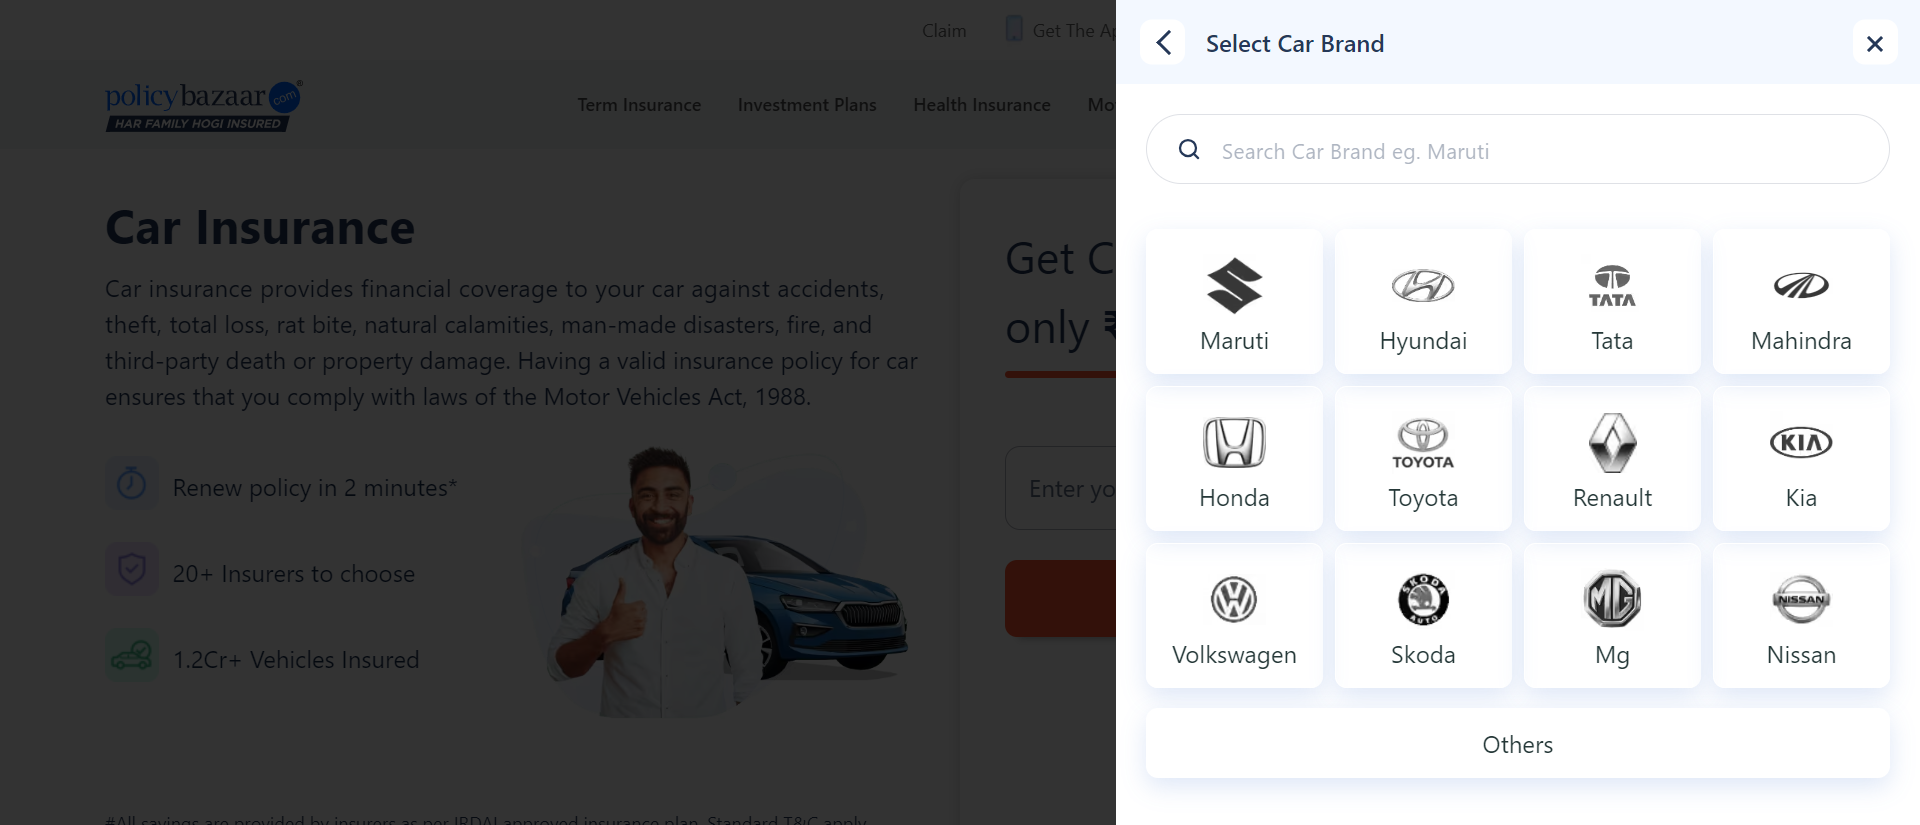 Claim
Get The Ap
policybazaar.com®
HAR FAMILY HOGI INSURED
Term Insurance
Investment Plans
Health Insurance
Mo
Car Insurance
Car insurance provides financial coverage to your car against accidents,
theft, total loss, rat bite, natural calamities, man-made disasters, fire, and
third-party death or property damage. Having a valid insurance policy for car
ensures that you comply with laws of the Motor Vehicles Act, 1988.
Renew policy in 2 minutes*
20+ Insurers to choose
1.2Cr+ Vehicles Insured
#All savings are provided by insurers as per IRDAI approved insurance plan. Standard T&C apply
Get C
only ₹
Enter yo
Select Car Brand
Search Car Brand eg. Maruti
Maruti
Hyundai
TATA
Tata
Mahindra
Honda
TOYOTA
Toyota
Renault
KIA
Kia
Volkswagen
SKODA
AUTO
Skoda
MG
Mg
NISSAN
Nissan
Others